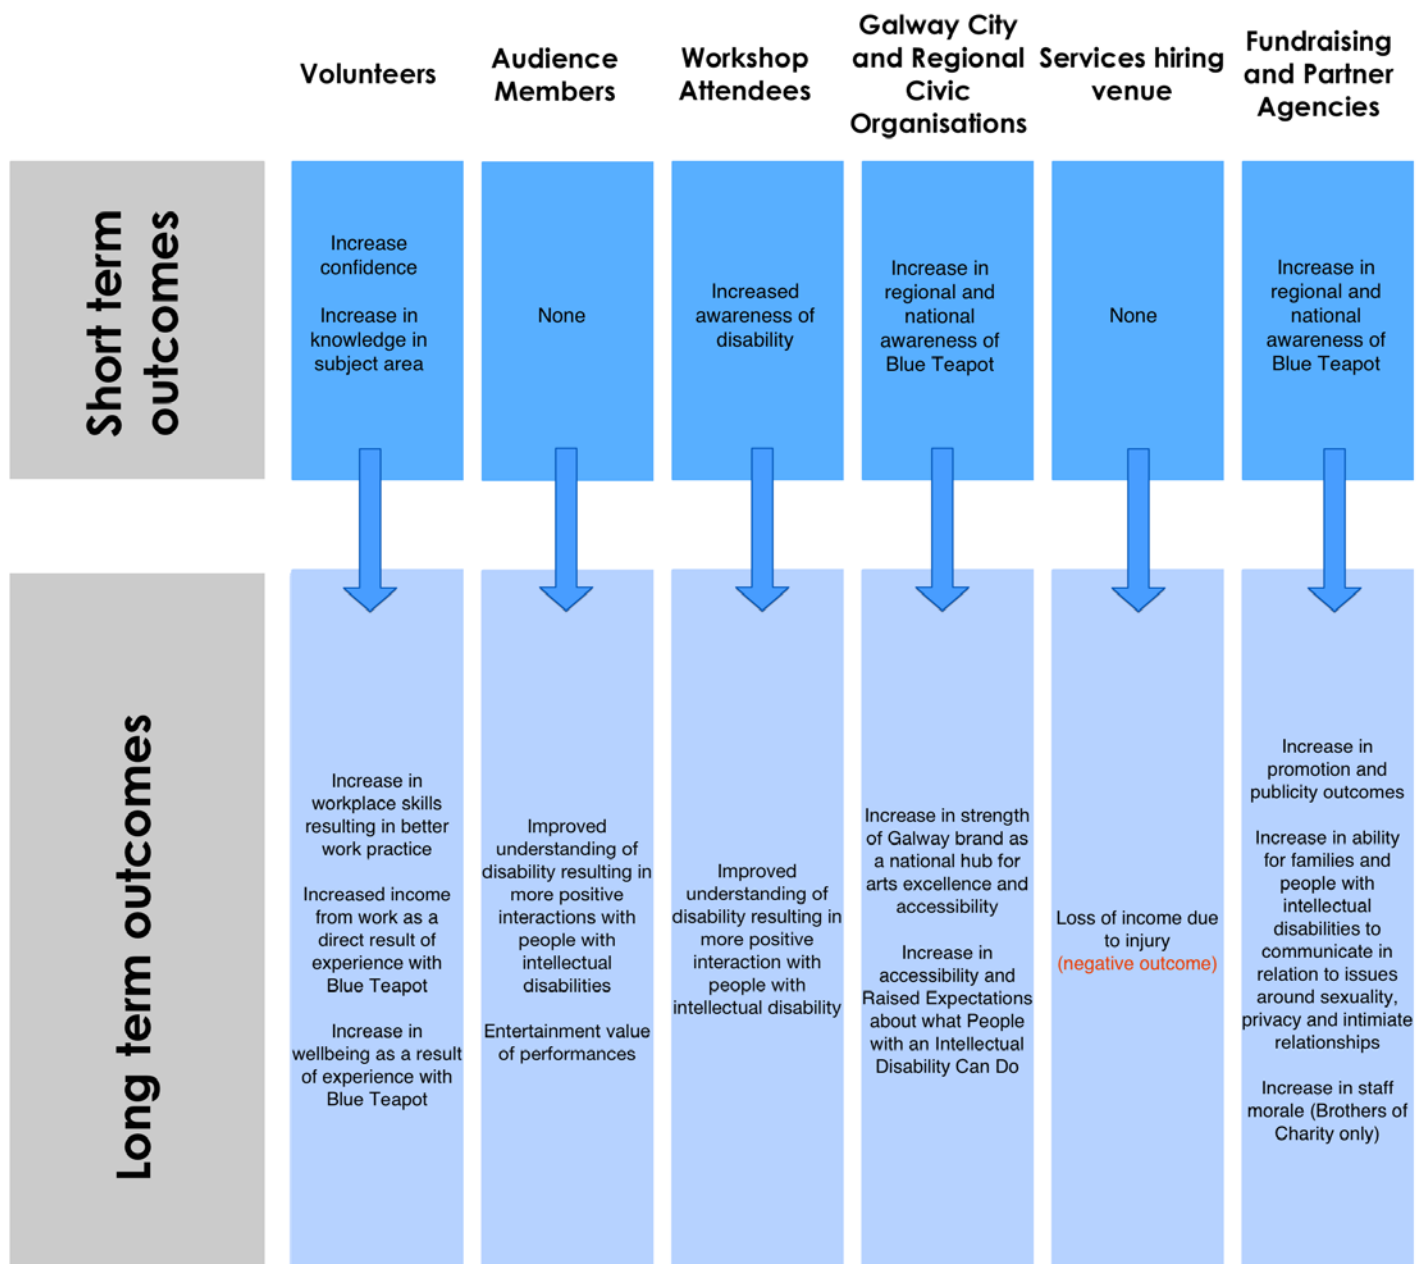 Volunteers
Audience
Members
Workshop
Attendees
Galway City
and Regional
Civic
Organisations
Services hiring
venue
Fundraising
and Partner
Agencies
Short term
outcomes
Increase
confidence
Increase in
knowledge in
subject area
None
Increased
awareness of
disability
Increase in
regional and
national
awareness of
Blue Teapot
None
Increase in
regional and
national
awareness of
Blue Teapot
Long term outcomes
Increase in
workplace skills
resulting in better
work practice
Increased income
from work as a
direct result of
experience with
Blue Teapot
Increase in
wellbeing as a result
of experience with
Blue Teapot
Improved
understanding of
disability resulting in
more positive
interactions with
people with
intellectual
disabilities
Entertainment value
of performances
Improved
understanding of
disability resulting in
more positive
interaction with
people with
intellectual disability
Increase in strength
of Galway brand as
a national hub for
arts excellence and
accessibility
Increase in
accessibility and
Raised Expectations
about what People
with an Intellectual
Disability Can Do
Loss of income due
to injury
(negative outcome)
Increase in
promotion and
publicity outcomes
Increase in ability
for families and
people with
intellectual
disabilities to
communicate in
relation to issues
around sexuality,
privacy and intimiate
relationships
Increase in staff
morale (Brothers of
Charity only)